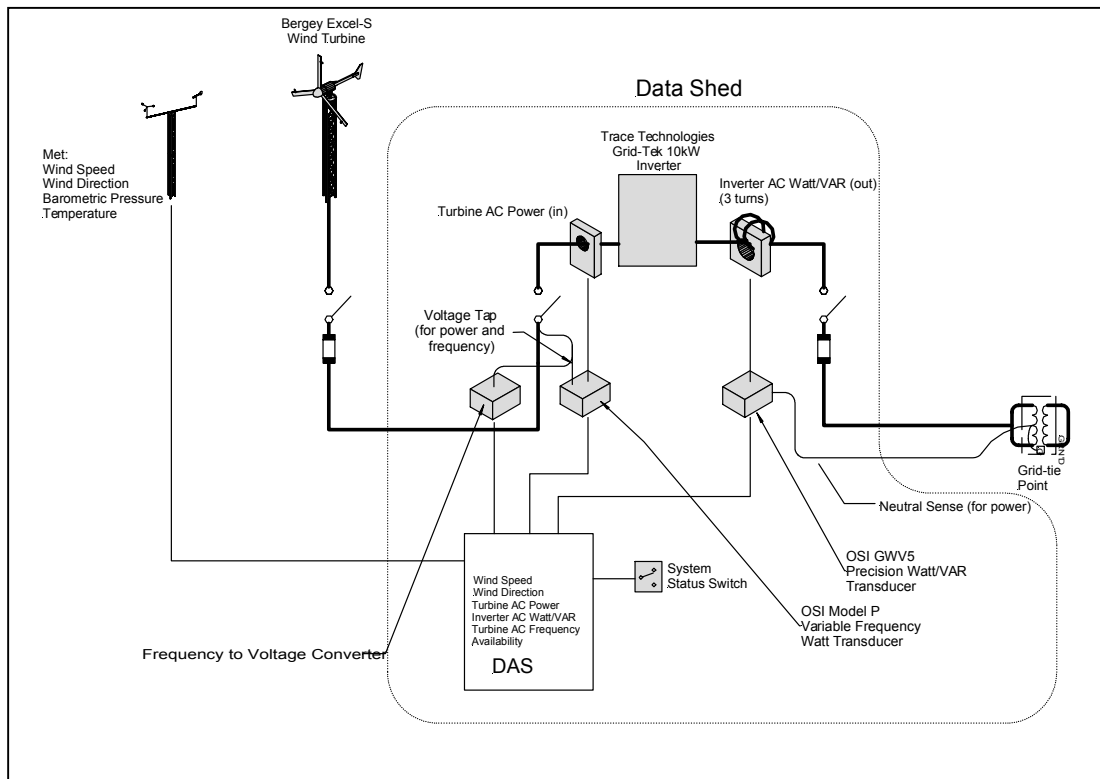 Bergey Excel-S
Wind Turbine
Data Shed
Met:
Wind Speed
Wind Direction
Barometric Pressure
Temperature
Trace Technologies
Grid-Tek 10kW
Inverter
Turbine AC Power (in)
Inverter AC Watt/VAR (out)
(3 turns)
Voltage Tap
(for power and
frequency)
GRND
Grid-tie
Point
Neutral Sense (for power)
OSI GWV5
Precision Watt/VAR
Transducer
System
Status Switch
OSI Model P
Variable Frequency
Watt Transducer
Wind Speed
Wind Direction
Turbine AC Power
Inverter AC Watt/VAR
Turbine AC Frequency
Availability
DAS
Frequency to Voltage Converter